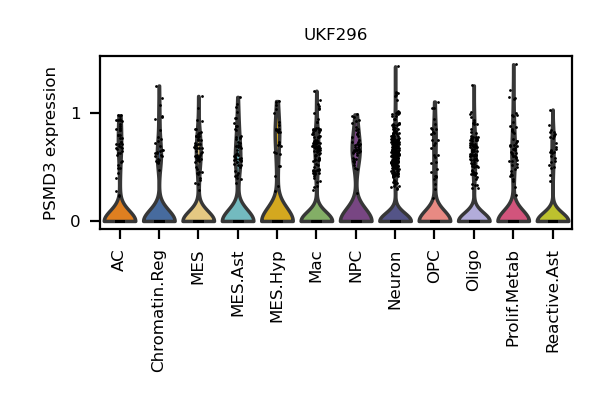 UKF296
PSMD3 expression
1
0
AC
Chromatin.Reg
MES
MES.Ast
MES.Hyp
Mac
NPC
Neuron
OPC
Oligo
Prolif.Metab
Reactive.Ast